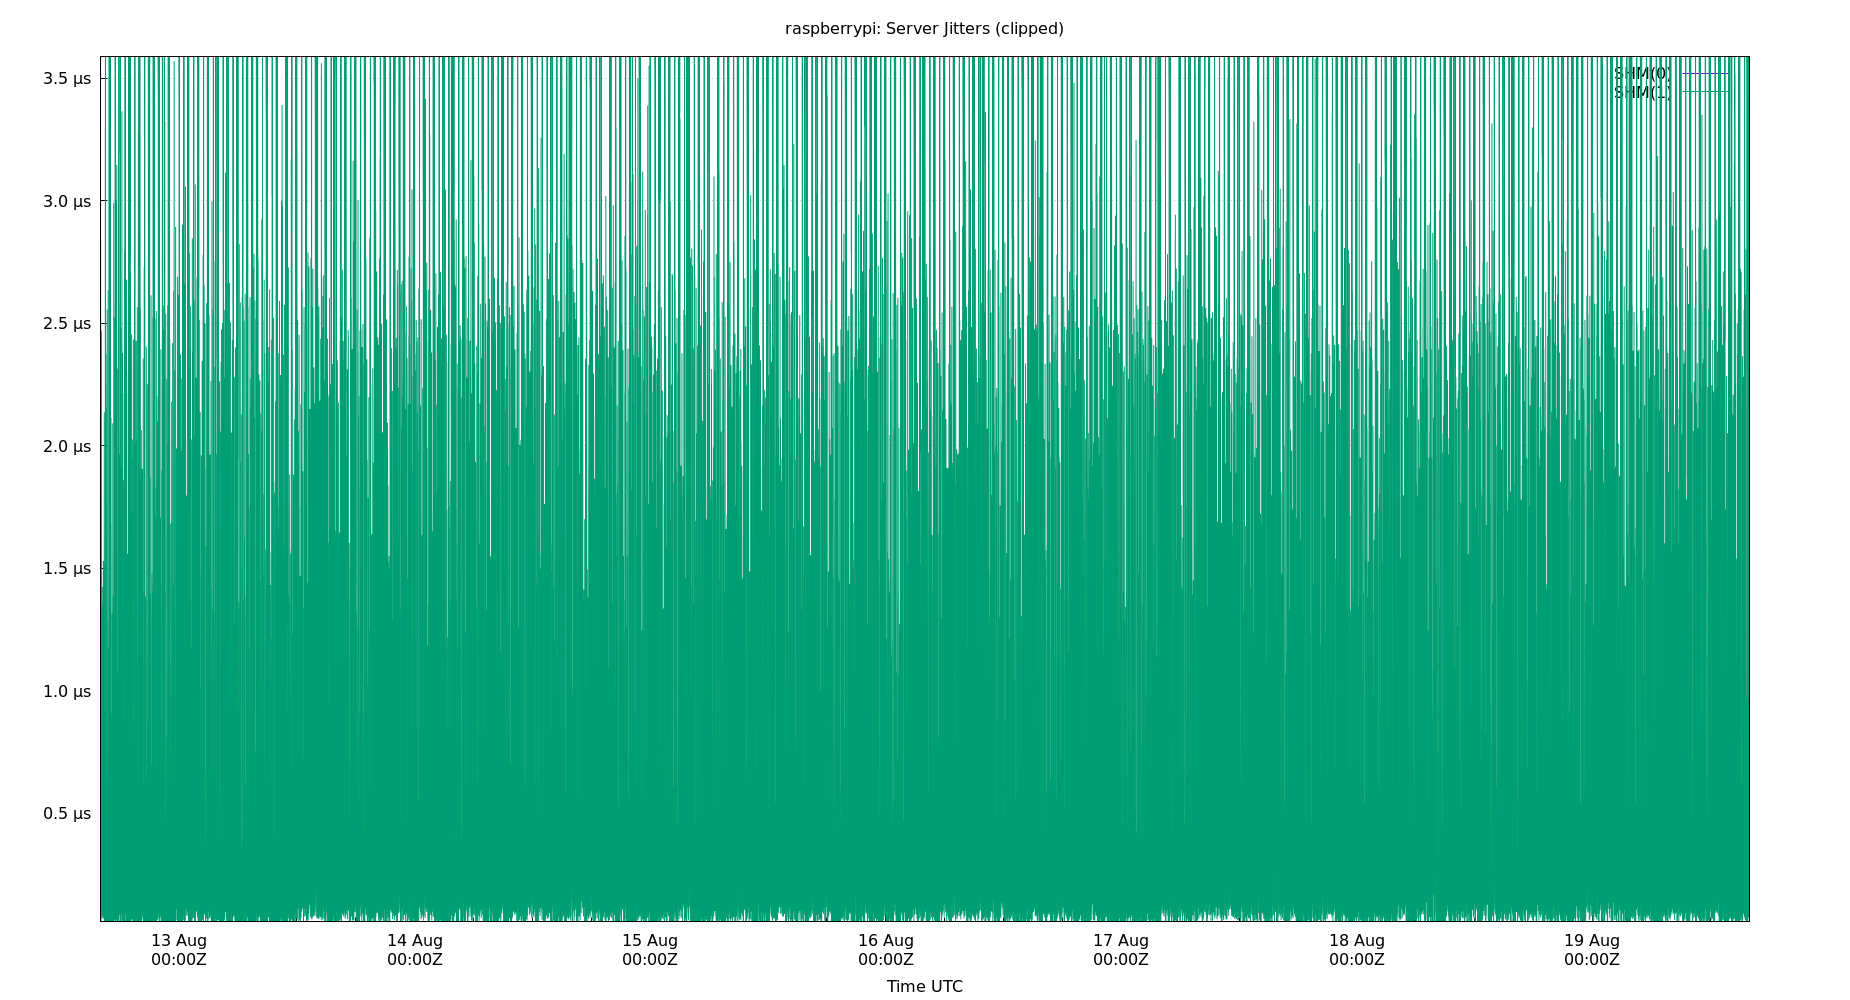 raspberrypi: Server Jitters (clipped)
3.5 µs
SHM(0)
SHM(1)
3.0 µs
2.5 µs
2.0 µs
1.5 µs
1.0 µs
0.5 µs
13 Aug 14 Aug 15 Aug 16 Aug 17 Aug 18 Aug 19 Aug
00:00Z 00:00Z 00:00Z 00:00Z 00:00Z 00:00Z 00:00Z
Time UTC